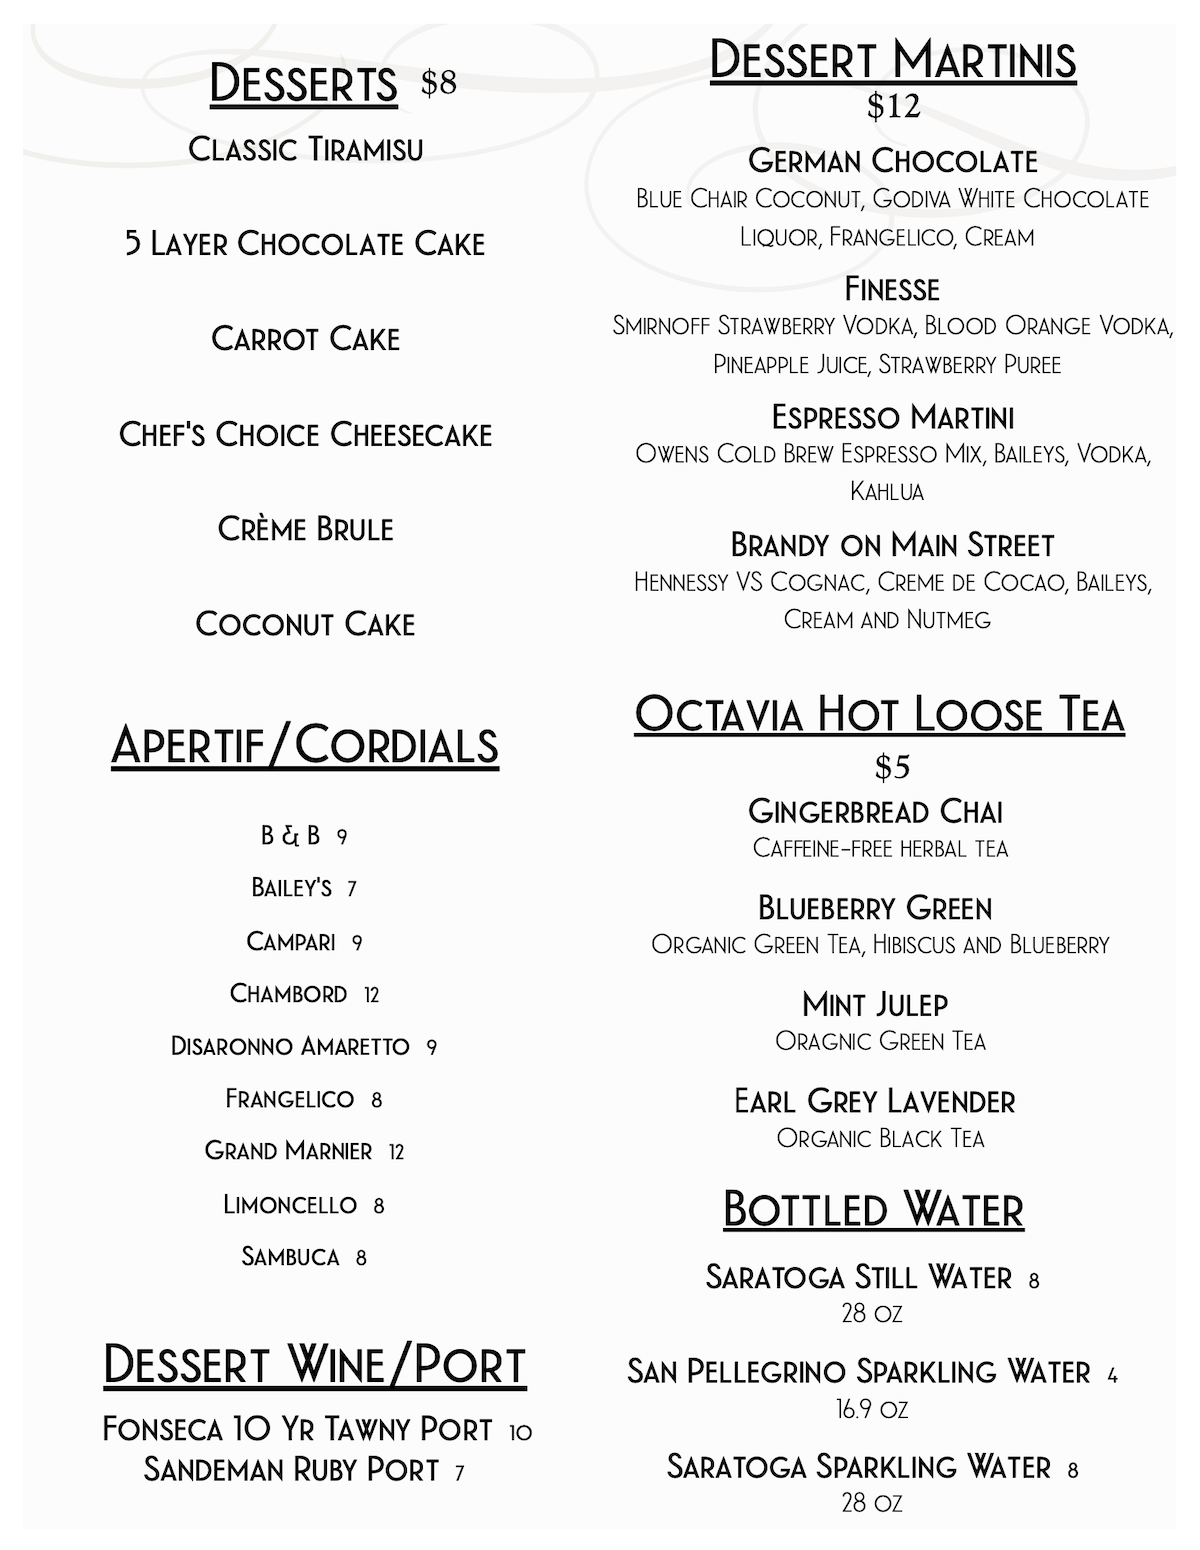 Desserts $8
Classic Tiramisu
5 Layer Chocolate Cake
Carrot Cake
Chef's Choice Cheesecake
Crème Brule
Coconut Cake
Apertif/Cordials
B & B 9
Bailey's 7
Campari 9
Chambord 12
Disaronno Amaretto 9
Frangelico 8
Grand Marnier 12
Limoncello 8
Sambuca 8
Dessert Wine/Port
Fonseca 10 Yr Tawny Port 10
Sandeman Ruby Port 7
Dessert Martinis
$12
German Chocolate
Blue Chair Coconut, Godiva White Chocolate
Liquor, Frangelico, Cream
Finesse
Smirnoff Strawberry Vodka, Blood Orange Vodka,
Pineapple Juice, Strawberry Puree
Espresso Martini
Owens Cold Brew Espresso Mix, Baileys, Vodka,
Kahlua
Brandy on Main Street
Hennessy VS Cognac, Creme de Cocao, Baileys,
Cream and Nutmeg
Octavia Hot Loose Tea
$5
Gingerbread Chai
Caffeine-free herbal tea
Blueberry Green
Organic Green Tea, Hibiscus and Blueberry
Mint Julep
Oragnic Green Tea
Earl Grey Lavender
Organic Black Tea
Bottled Water
Saratoga Still Water 8
28 oz
San Pellegrino Sparkling Water 4
16.9 oz
Saratoga Sparkling Water 8
28 oz